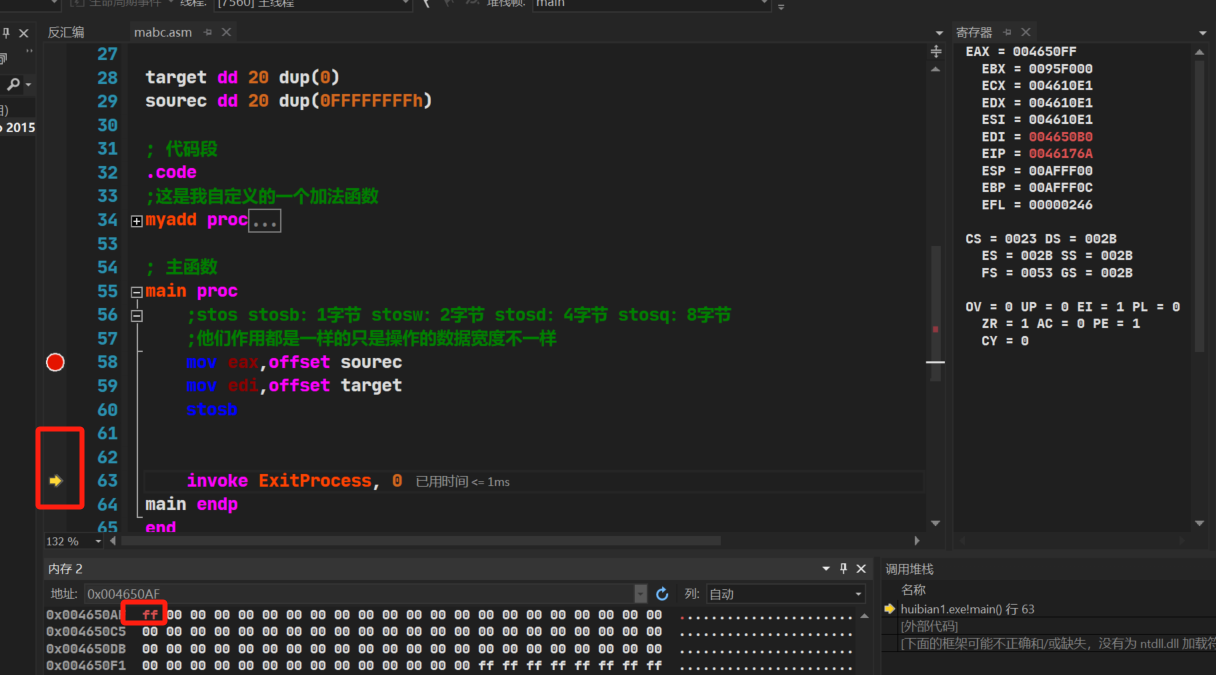 生命周期事件 线程: [7560] 主线程 堆栈帧: main
反汇编 mabc.asm
2015
27
28 target dd 20 dup(0)
29 sourec dd 20 dup(0FFFFFFFFh)
30
31 ; 代码段
32 .code
33 ;这是我自定义的一个加法函数
34 myadd proc...
53
54 ; 主函数
55 main proc
56 ;stos stosb: 1字节 stosw: 2字节 stosd: 4字节 stosq: 8字节
57 ;他们作用都是一样的只是操作的数据宽度不一样
58 mov eax,offset sourec
59 mov edi,offset target
60 stosb
61
62
63 invoke ExitProcess, 0 已用时间 <= 1ms
64 main endp
65 end
132 %
寄存器
EAX = 004650FF
EBX = 0095F000
ECX = 004610E1
EDX = 004610E1
ESI = 004610E1
EDI = 004650B0
EIP = 0046176A
ESP = 00AFFF00
EBP = 00AFFF0C
EFL = 00000246
CS = 0023 DS = 002B
ES = 002B SS = 002B
FS = 0053 GS = 002B
OV = 0 UP = 0 EI = 1 PL = 0
ZR = 1 AC = 0 PE = 1
CY = 0
内存 2
地址: 0x004650AF 列: 自动
0x004650AF ff 00 00 00 00 00 00 00 00 00 00 00 00 00 00 00 00 00 00 00 00 00 ......................
0x004650C5 00 00 00 00 00 00 00 00 00 00 00 00 00 00 00 00 00 00 00 00 00 00 ......................
0x004650DB 00 00 00 00 00 00 00 00 00 00 00 00 00 00 00 00 00 00 00 00 00 00 ......................
0x004650F1 00 00 00 00 00 00 00 00 00 00 00 00 00 00 ff ff ff ff ff ff ff ff ......................
调用堆栈
名称
huibian1.exe!main() 行 63
[外部代码]
[下面的框架可能不正确和/或缺失，没有为 ntdll.dll 加载符